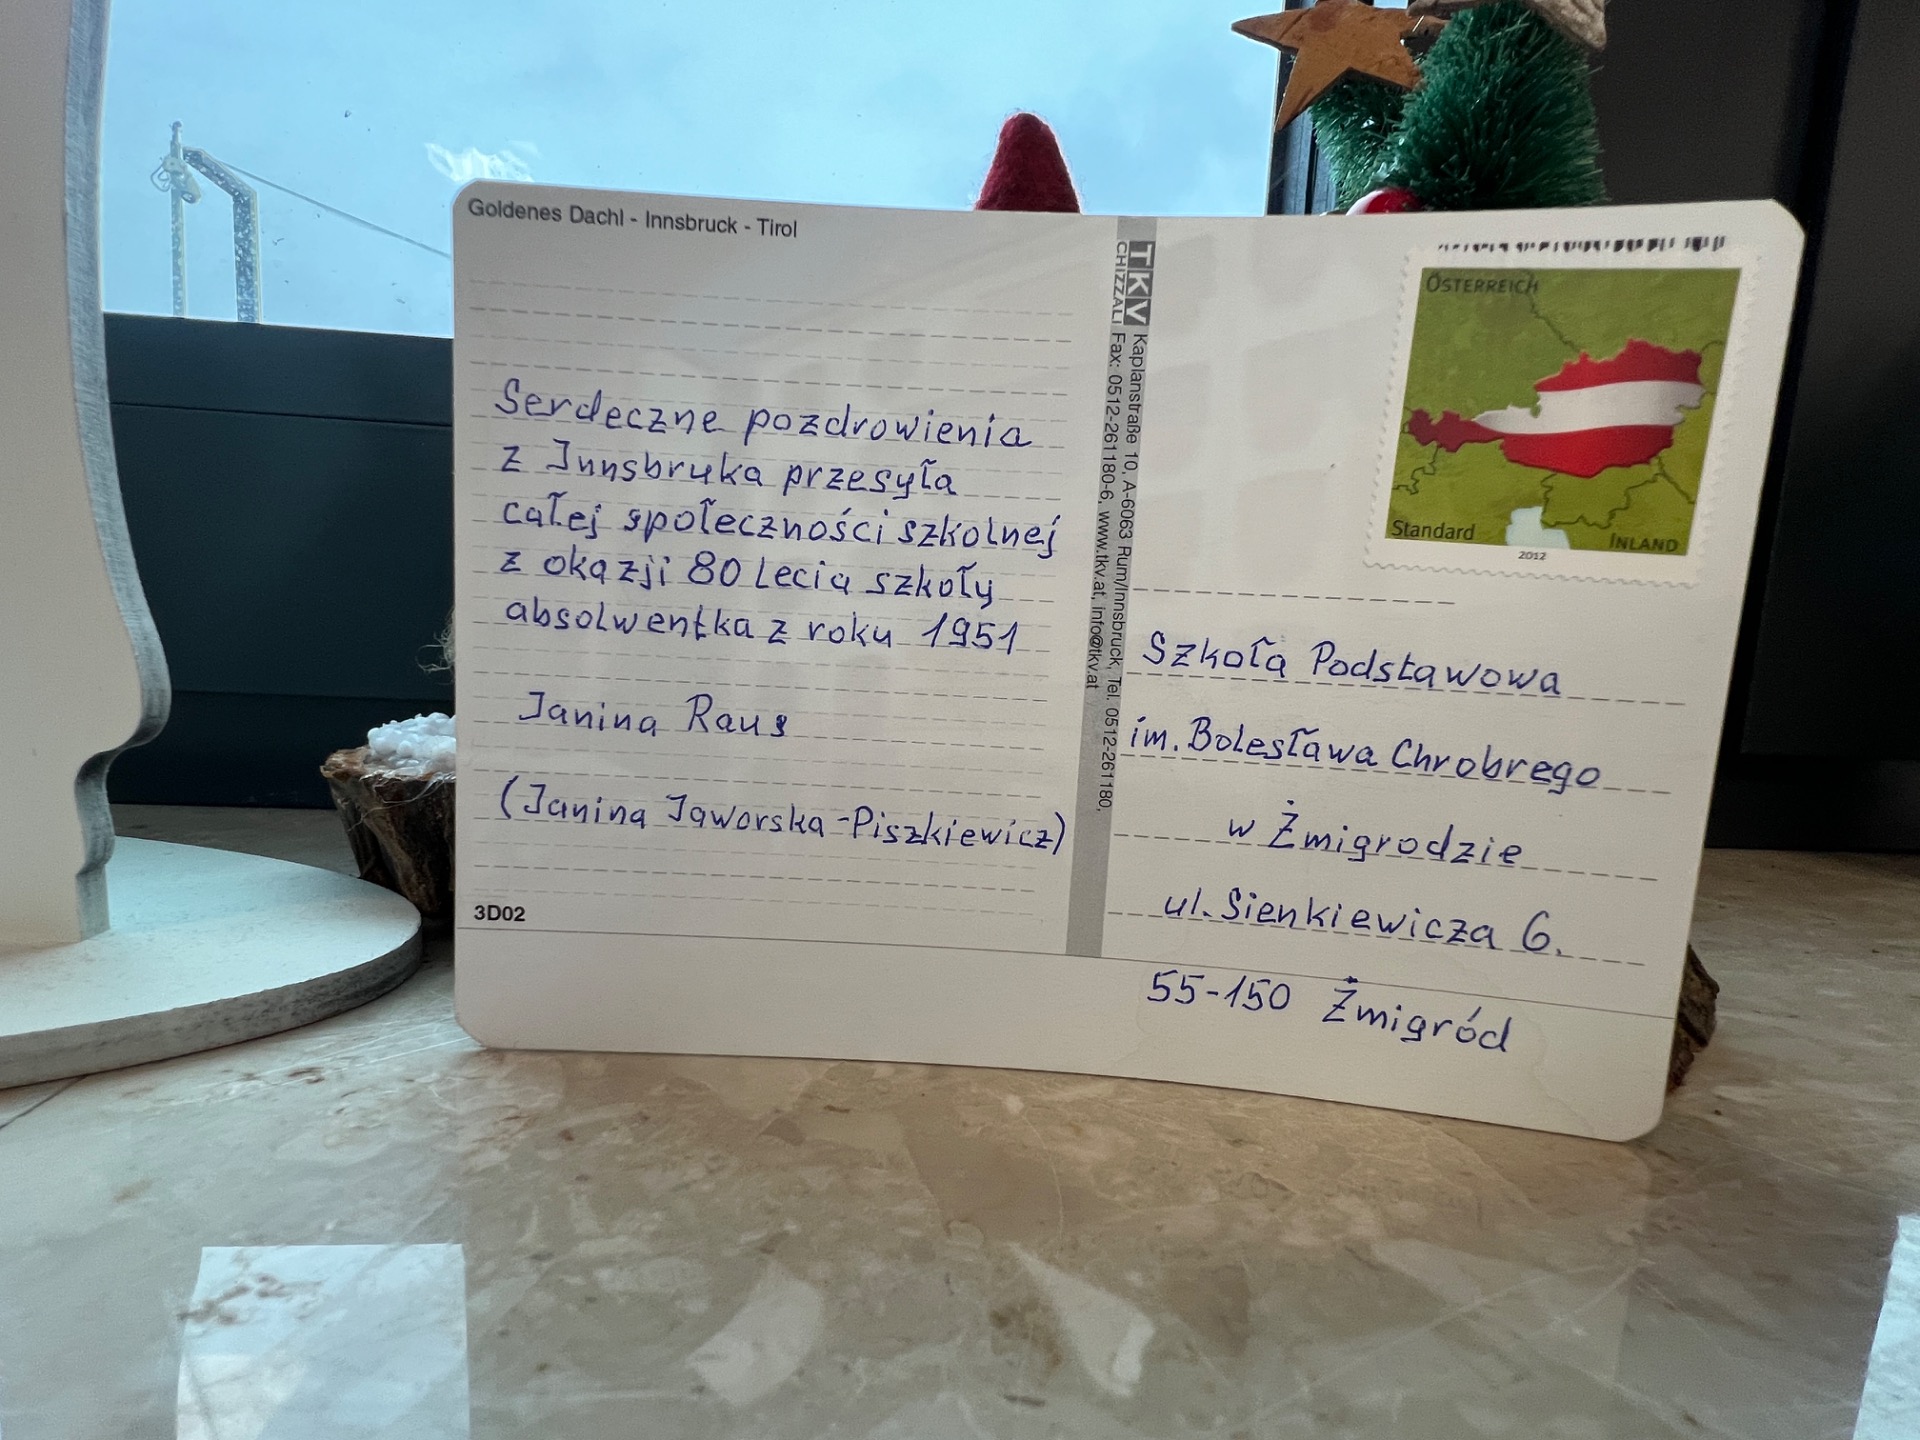 Goldenes Dachl - Innsbruck - Tirol
Serdeczne pozdrowienia
z Innsbruka przesyła
całej społeczności szkolnej
z okazji 80 lecia szkoły
absolwentka z roku 1951
Janina Raus
(Janina Jaworska-Piszkiewicz)
3D02
TKV
CHIZZALI
Kaplanstraße 10, A-6063 Rum/Innsbruck, Tel. 0512-261180,
Fax: 0512-261180-6, www.tkv.at, info@tkv.at
ÖSTERREICH
Standard
INLAND
2012
Szkoła Podstawowa
im. Bolesława Chrobrego
w Żmigrodzie
ul. Sienkiewicza 6.
55-150 Żmigród